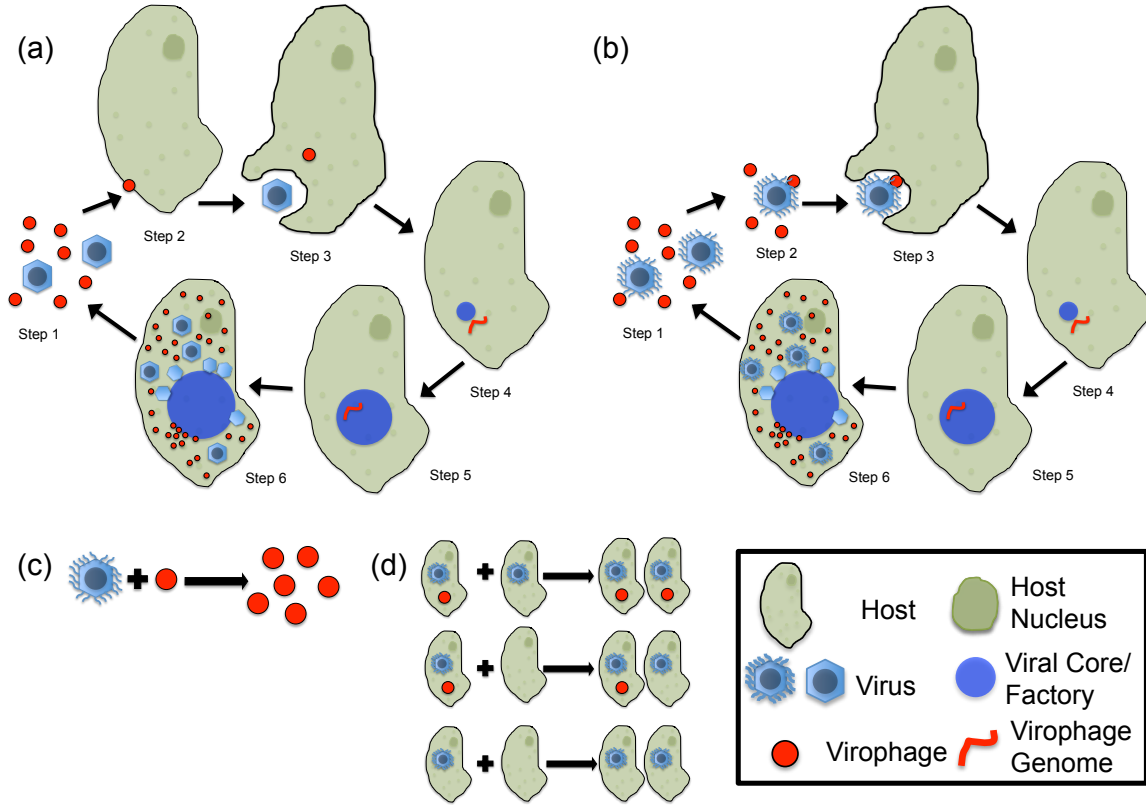 (a)
Step 1
Step 2
Step 3
Step 4
Step 5
Step 6
(b)
Step 1
Step 2
Step 3
Step 4
Step 5
Step 6
(c)
(d)
Host
Host
Nucleus
Virus
Viral Core/
Factory
Virophage
Virophage
Genome